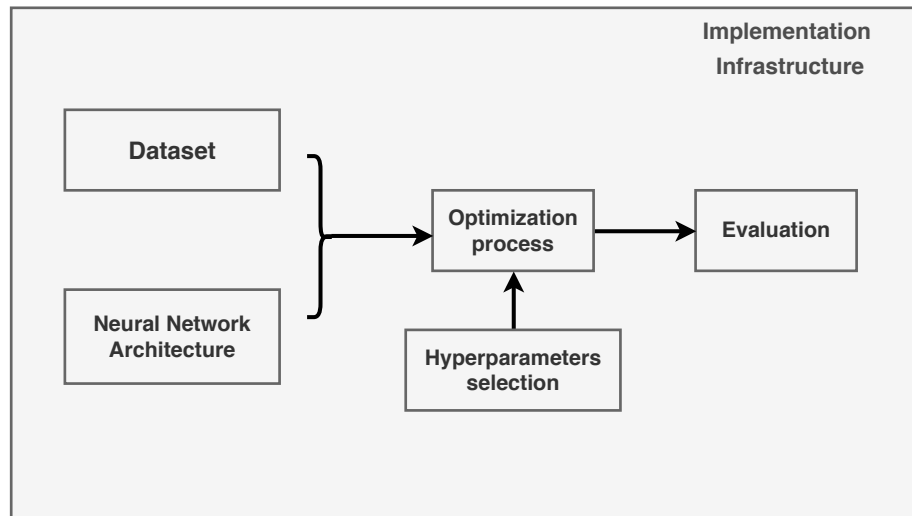 Implementation
Infrastructure
Dataset
Neural Network
Architecture
Optimization
process
Hyperparameters
selection
Evaluation